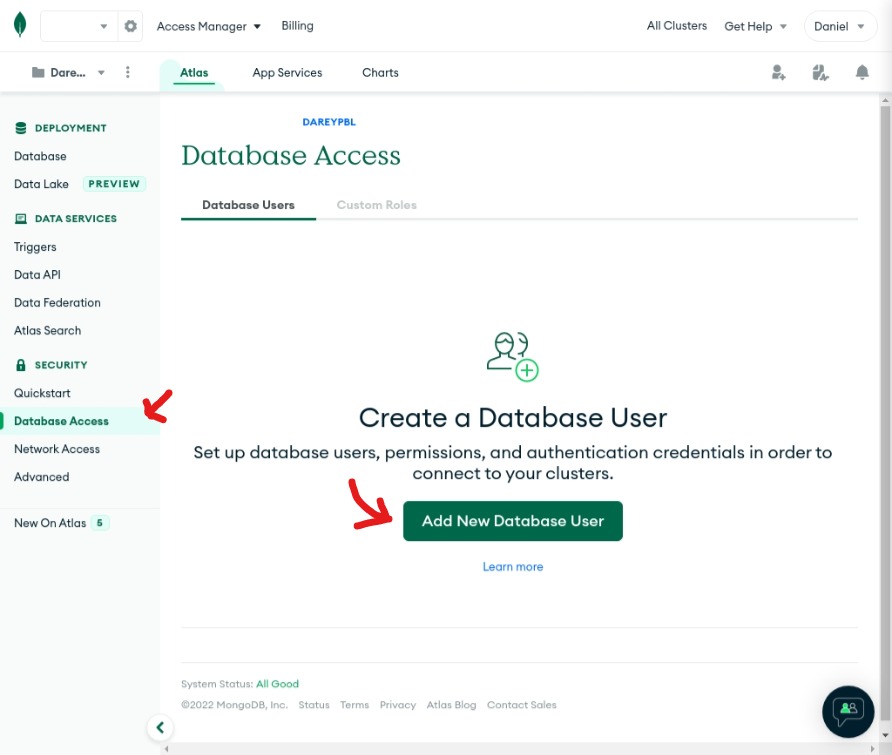 Access Manager
Billing
All Clusters
Get Help
Daniel
Dare...
Atlas
App Services
Charts
DEPLOYMENT
Database
Data Lake PREVIEW
DATA SERVICES
Triggers
Data API
Data Federation
Atlas Search
SECURITY
Quickstart
Database Access
Network Access
Advanced
New On Atlas 5
DAREYPBL
Database Access
Database Users
Custom Roles
Create a Database User
Set up database users, permissions, and authentication credentials in order to
connect to your clusters.
Add New Database User
Learn more
System Status: All Good
©2022 MongoDB, Inc. Status Terms Privacy Atlas Blog Contact Sales